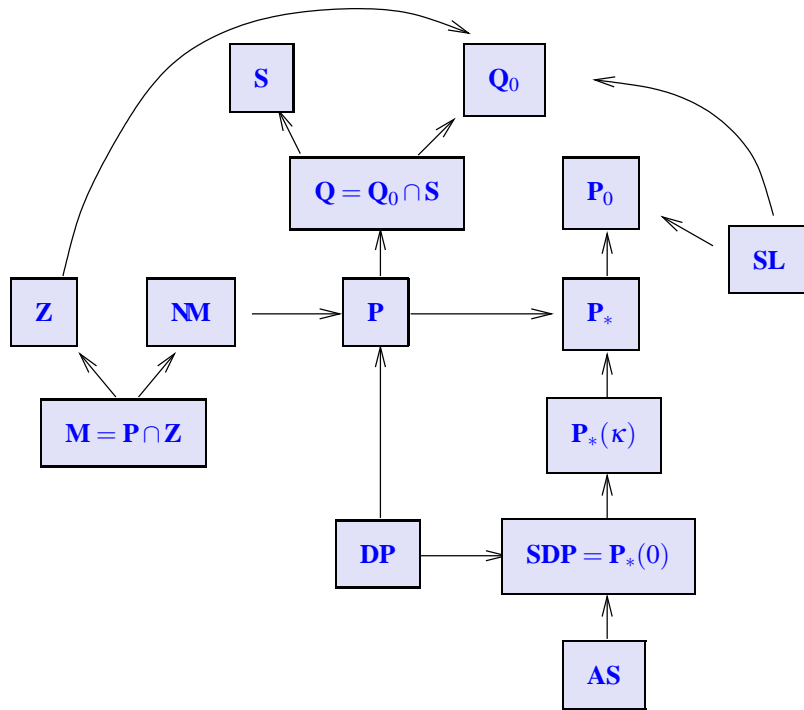 S
Q₀
Q = Q₀ ∩ S
P₀
SL
Z
NM
P
P∗
M = P ∩ Z
P∗(κ)
DP
SDP = P∗(0)
AS